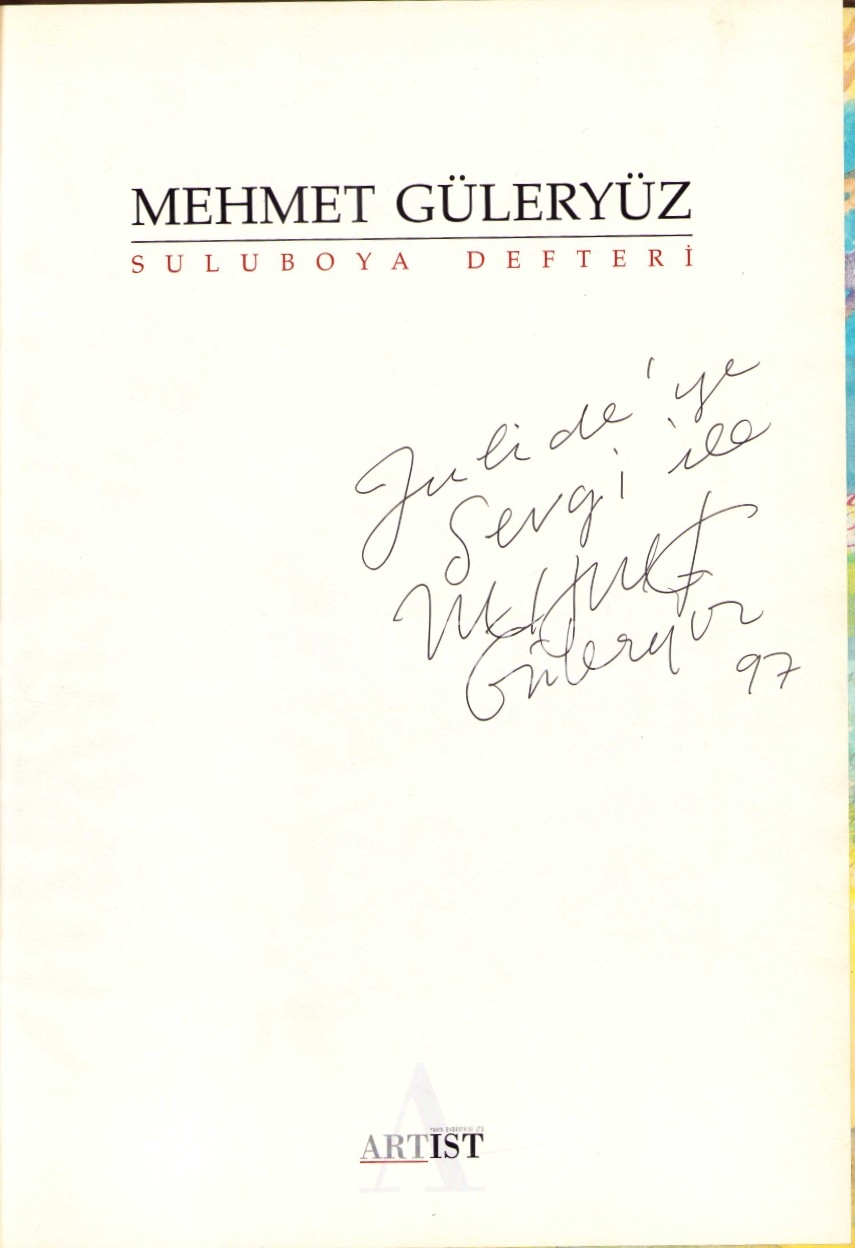 MEHMET GÜLERYÜZ
SULUBOYA DEFTERİ
Julide'ye
Sevgi ile
Mehmet
Güleryüz
97
ARTIST